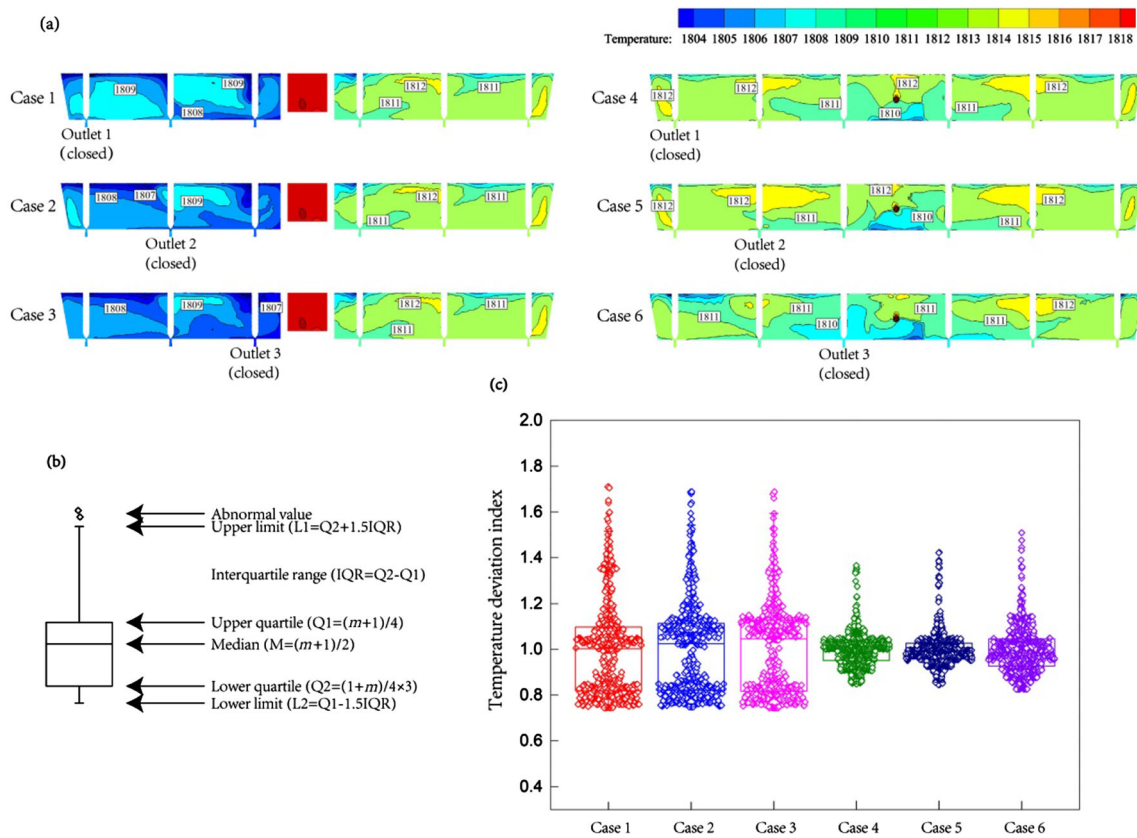 (a)
Temperature: 1804 1805 1806 1807 1808 1809 1810 1811 1812 1813 1814 1815 1816 1817 1818
Case 1
1809
1809
1808
1812
1811
1811
Outlet 1
(closed)
Case 4
1812
1812
1811
1812
1810
1811
1812
Outlet 1
(closed)
Case 2
1808
1807
1809
1812
1811
1811
Outlet 2
(closed)
Case 5
1812
1812
1811
1812
1810
1811
1812
Outlet 2
(closed)
Case 3
1808
1809
1807
1812
1811
1811
Outlet 3
(closed)
Case 6
1811
1811
1810
1811
1812
Outlet 3
(closed)
(b)
Abnormal value
Upper limit (L1=Q2+1.5IQR)
Interquartile range (IQR=Q2-Q1)
Upper quartile (Q1=(m+1)/4)
Median (M=(m+1)/2)
Lower quartile (Q2=(1+m)/4×3)
Lower limit (L2=Q1-1.5IQR)
(c)
Temperature deviation index
2.0
1.8
1.6
1.4
1.2
1.0
0.8
0.6
0.4
Case 1 Case 2 Case 3 Case 4 Case 5 Case 6